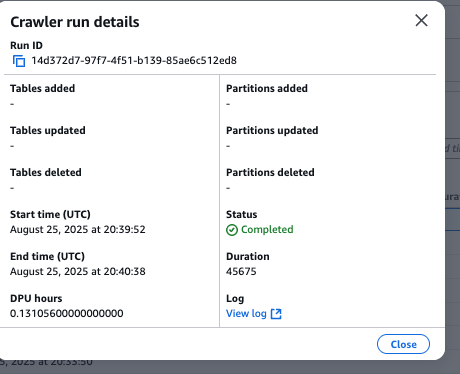 Crawler run details
Run ID
14d372d7-97f7-4f51-b139-85ae6c512ed8
Tables added
-
Partitions added
-
Tables updated
-
Partitions updated
-
Tables deleted
-
Partitions deleted
-
Start time (UTC)
August 25, 2025 at 20:39:52
Status
Completed
End time (UTC)
August 25, 2025 at 20:40:38
Duration
45675
DPU hours
0.13105600000000000
Log
View log
Close
5, 2025 at 20:33:50